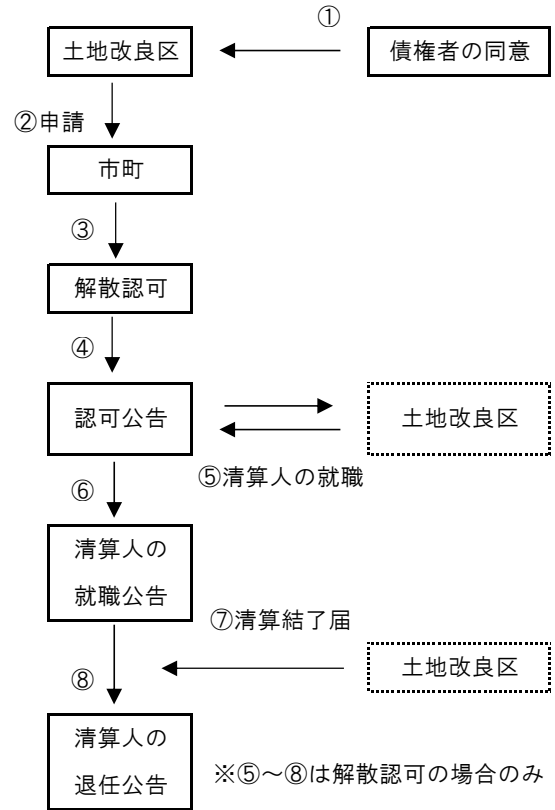 ①
土地改良区
債権者の同意
②申請
市町
③
解散認可
④
認可公告
土地改良区
⑤清算人の就職
⑥
清算人の
就職公告
⑦清算結了届
土地改良区
⑧
清算人の
退任公告
※⑤～⑧は解散認可の場合のみ